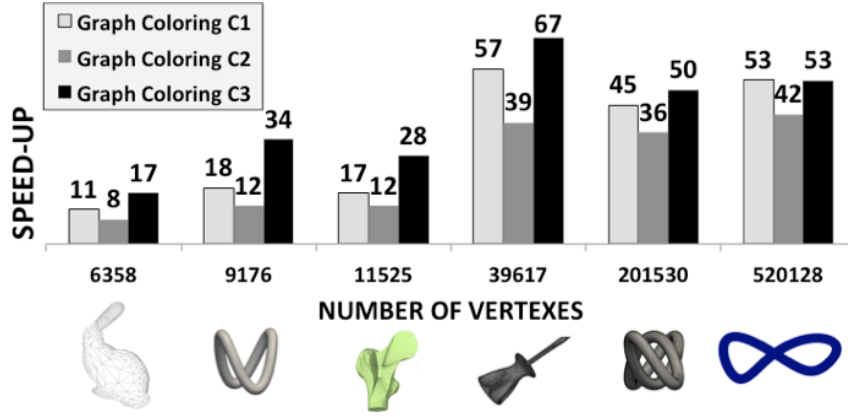 Graph Coloring C1
Graph Coloring C2
Graph Coloring C3
SPEED-UP
11 8 17
18 12 34
17 12 28
57 39 67
45 36 50
53 42 53
6358 9176 11525 39617 201530 520128
NUMBER OF VERTEXES